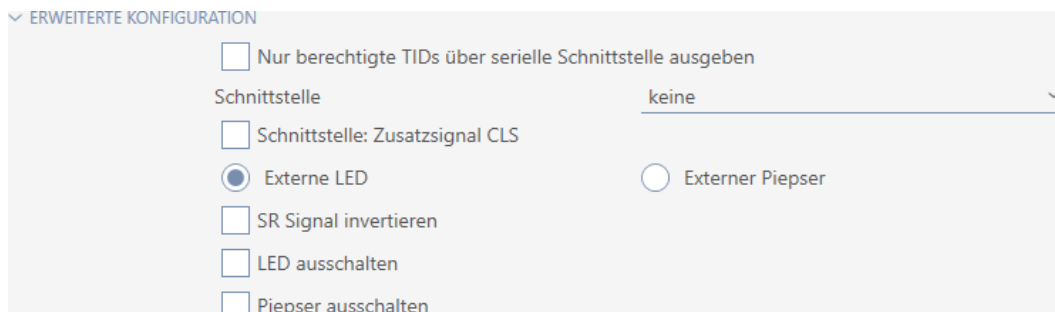 ERWEITERTE KONFIGURATION
Nur berechtigte TIDs über serielle Schnittstelle ausgeben
Schnittstelle keine
Schnittstelle: Zusatzsignal CLS
Externe LED Externer Piepser
SR Signal invertieren
LED ausschalten
Piepser ausschalten